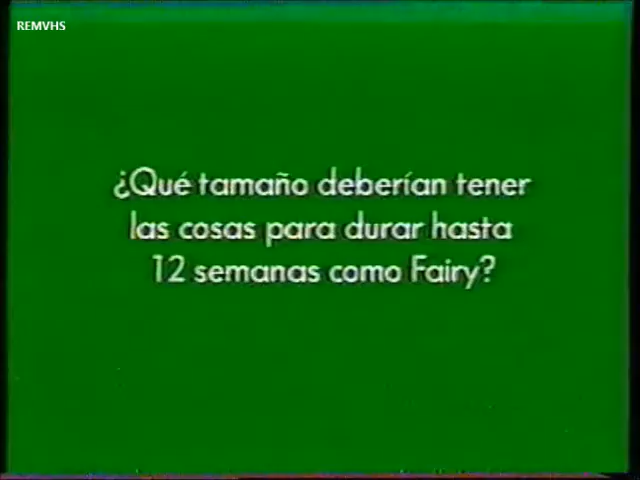 REMVHS
¿Qué tamaño deberían tener
las cosas para durar hasta
12 semanas como Fairy?